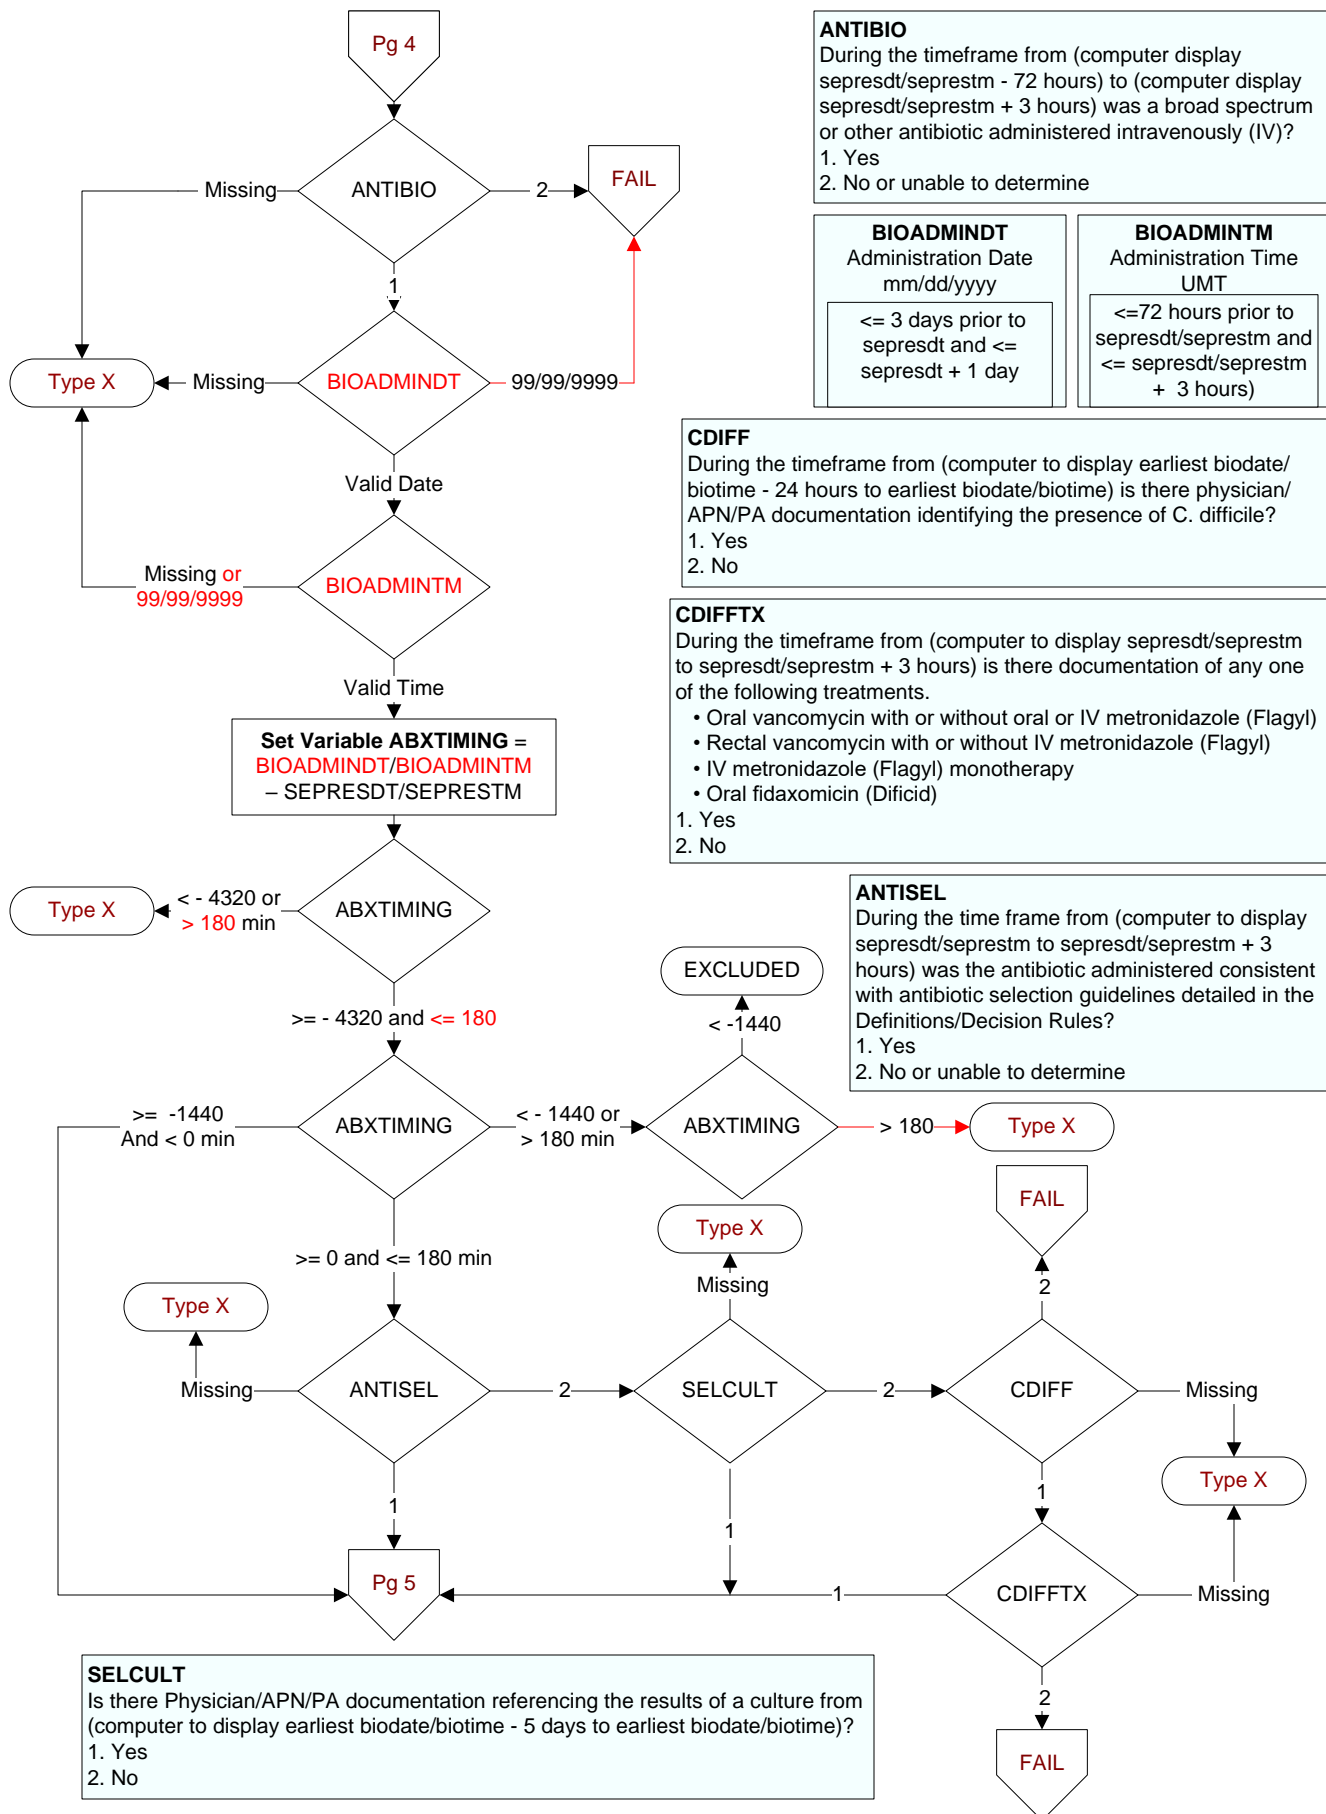 Pg 4
ANTIBIO
During the timeframe from (computer display
sepresdt/seprestm - 72 hours) to (computer display
sepresdt/seprestm + 3 hours) was a broad spectrum
or other antibiotic administered intravenously (IV)?
1. Yes
2. No or unable to determine
Missing
ANTIBIO
2
FAIL
1
BIOADMINDT
Administration Date
mm/dd/yyyy
<= 3 days prior to
sepresdt and <=
sepresdt + 1 day
BIOADMINTM
Administration Time
UMT
<=72 hours prior to
sepresdt/seprestm and
<= sepresdt/seprestm
+ 3 hours)
Type X
Missing
BIOADMINDT
99/99/9999
Valid Date
CDIFF
During the timeframe from (computer to display earliest biodate/
biotime - 24 hours to earliest biodate/biotime) is there physician/
APN/PA documentation identifying the presence of C. difficile?
1. Yes
2. No
Missing or
99/99/9999
BIOADMINTM
Valid Time
CDIFFTX
During the timeframe from (computer to display sepresdt/seprestm
to sepresdt/seprestm + 3 hours) is there documentation of any one
of the following treatments.
• Oral vancomycin with or without oral or IV metronidazole (Flagyl)
• Rectal vancomycin with or without IV metronidazole (Flagyl)
• IV metronidazole (Flagyl) monotherapy
• Oral fidaxomicin (Dificid)
1. Yes
2. No
Set Variable ABXTIMING =
BIOADMINDT/BIOADMINTM
– SEPRESDT/SEPRESTM
Type X
< - 4320 or
> 180 min
ABXTIMING
ANTISEL
During the time frame from (computer to display
sepresdt/seprestm to sepresdt/seprestm + 3
hours) was the antibiotic administered consistent
with antibiotic selection guidelines detailed in the
Definitions/Decision Rules?
1. Yes
2. No or unable to determine
EXCLUDED
>= - 4320 and <= 180
< -1440
>= -1440
And < 0 min
ABXTIMING
< - 1440 or
> 180 min
ABXTIMING
> 180
Type X
FAIL
Type X
>= 0 and <= 180 min
Missing
2
Type X
Missing
ANTISEL
2
SELCULT
2
CDIFF
Missing
Type X
1
1
1
Pg 5
1
CDIFFTX
Missing
2
FAIL
SELCULT
Is there Physician/APN/PA documentation referencing the results of a culture from
(computer to display earliest biodate/biotime - 5 days to earliest biodate/biotime)?
1. Yes
2. No